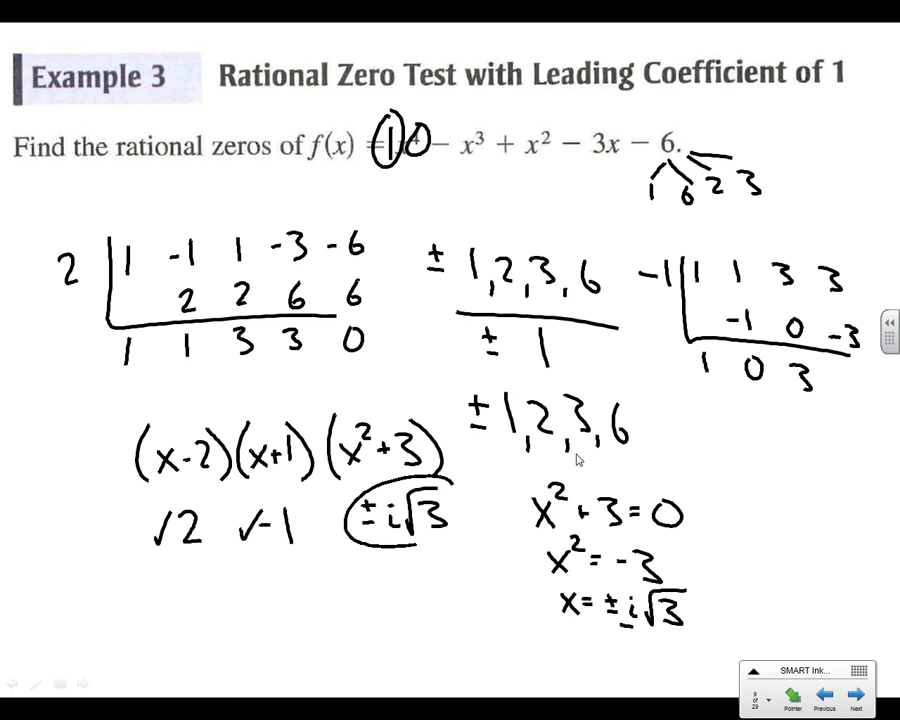 Example 3 Rational Zero Test with Leading Coefficient of 1
Find the rational zeros of f(x) = 1x⁴ − x³ + x² − 3x − 6.
1 6 2 3
2 | 1 -1 1 -3 -6
2 2 6 6
1 1 3 3 0
± 1, 2, 3, 6
± 1
± 1, 2, 3, 6
-1 | 1 1 3 3
-1 0 -3
1 0 3
(x-2)(x+1)(x²+3)
✓2 ✓-1 ±i√3
x²+3=0
x²=-3
x=±i√3
SMART Ink...
9 of 29
Pointer Previous Next